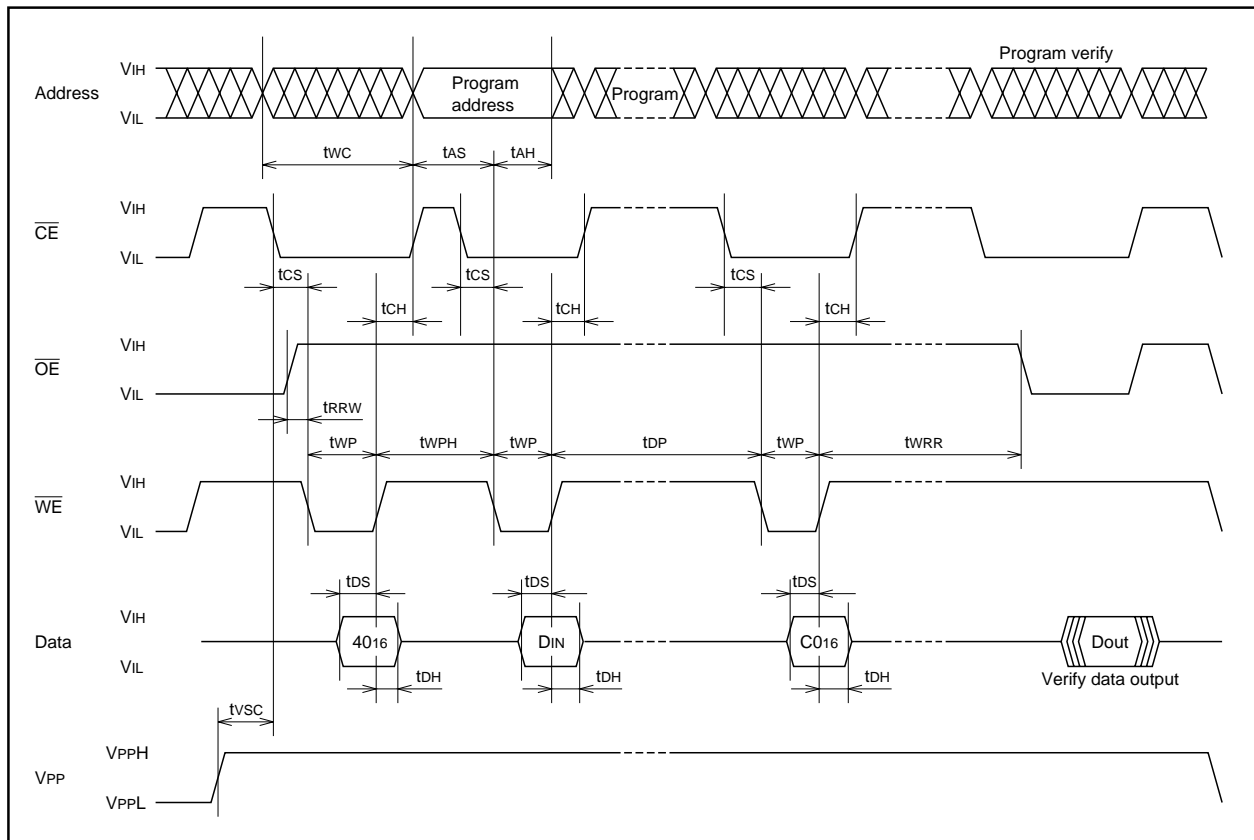 Program verify
VIH
Address
Program address
Program
VIL
tWC
tAS
tAH
VIH
CE
VIL
tCS
tCS
tCS
tCH
tCH
tCH
VIH
OE
VIL
tRRW
tWP
tWPH
tWP
tDP
tWP
tWRR
VIH
WE
VIL
tDS
tDS
tDS
VIH
Data
4016
DIN
C016
Dout
VIL
Verify data output
tDH
tDH
tDH
tVSC
VPPH
VPP
VPPL